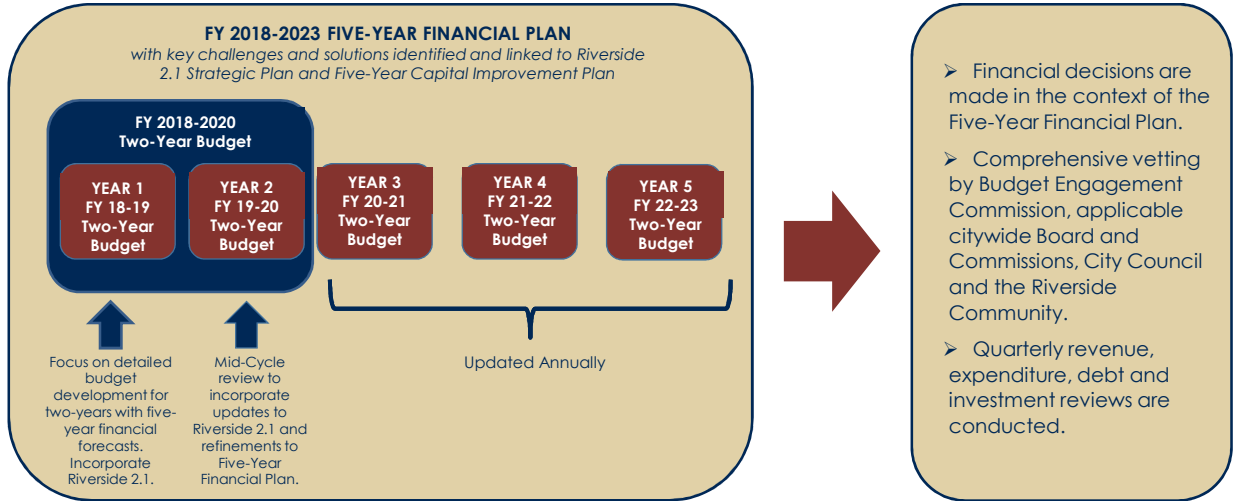 FY 2018-2023 FIVE-YEAR FINANCIAL PLAN
with key challenges and solutions identified and linked to Riverside
2.1 Strategic Plan and Five-Year Capital Improvement Plan
FY 2018-2020
Two-Year Budget
YEAR 1
FY 18-19
Two-Year
Budget
YEAR 2
FY 19-20
Two-Year
Budget
YEAR 3
FY 20-21
Two-Year
Budget
YEAR 4
FY 21-22
Two-Year
Budget
YEAR 5
FY 22-23
Two-Year
Budget
Focus on detailed
budget
development for
two-years with five-
year financial
forecasts.
Incorporate
Riverside 2.1.
Mid-Cycle
review to
incorporate
updates to
Riverside 2.1 and
refinements to
Five-Year
Financial Plan.
Updated Annually
➢ Financial decisions are
made in the context of the
Five-Year Financial Plan.
➢ Comprehensive vetting
by Budget Engagement
Commission, applicable
citywide Board and
Commissions, City Council
and the Riverside
Community.
➢ Quarterly revenue,
expenditure, debt and
investment reviews are
conducted.